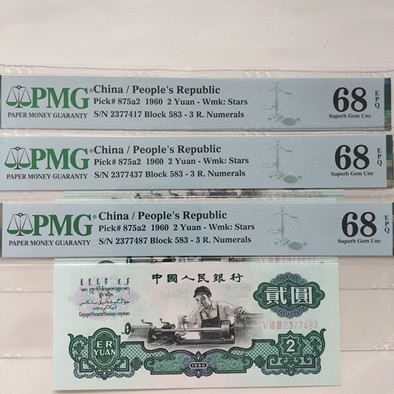 PMG
PAPER MONEY GUARANTY
China / People's Republic
Pick# 875a2 1960 2 Yuan - Wmk: Stars
S/N 2377417 Block 583 - 3 R. Numerals
68 EPQ
Superb Gem Unc
PMG
PAPER MONEY GUARANTY
China / People's Republic
Pick# 875a2 1960 2 Yuan - Wmk: Stars
S/N 2377437 Block 583 - 3 R. Numerals
68 EPQ
Superb Gem Unc
PMG
PAPER MONEY GUARANTY
China / People's Republic
Pick# 875a2 1960 2 Yuan - Wmk: Stars
S/N 2377487 Block 583 - 3 R. Numerals
68 EPQ
Superb Gem Unc
中國人民銀行
貳圓
2377487
ER
YUAN
1960
2